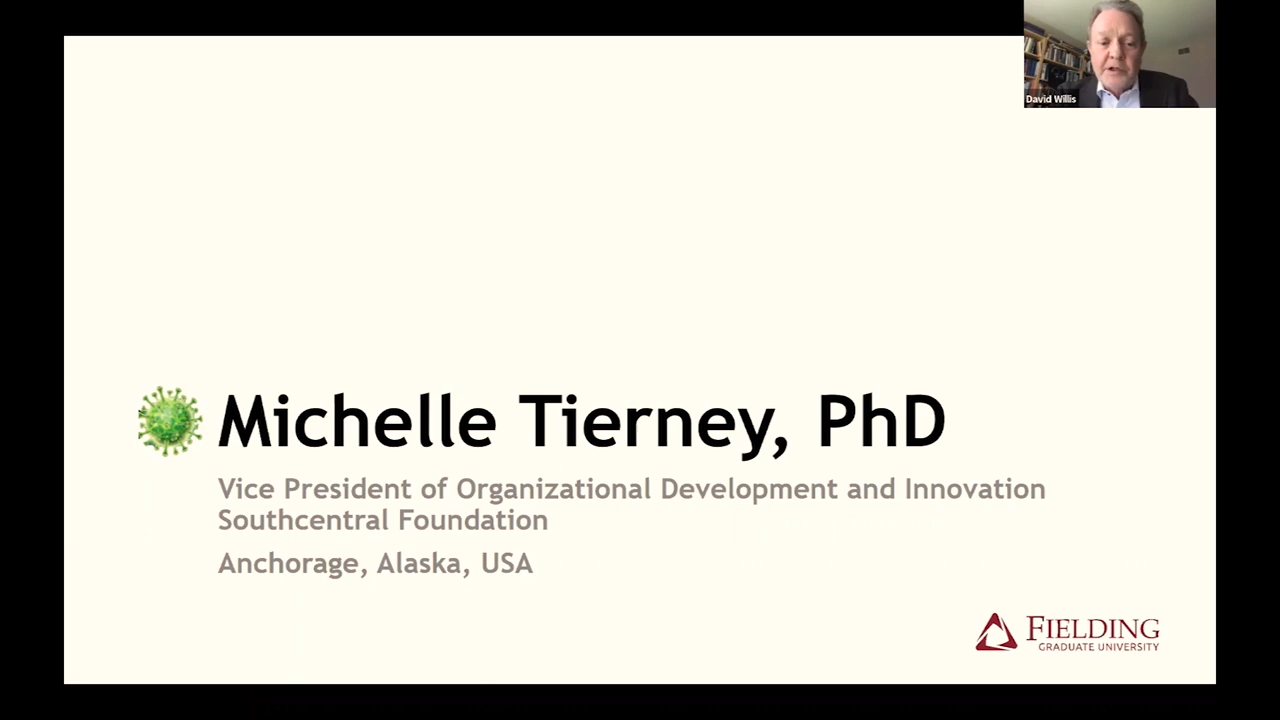 David Willis
Michelle Tierney, PhD
Vice President of Organizational Development and Innovation
Southcentral Foundation
Anchorage, Alaska, USA
FIELDING
GRADUATE UNIVERSITY